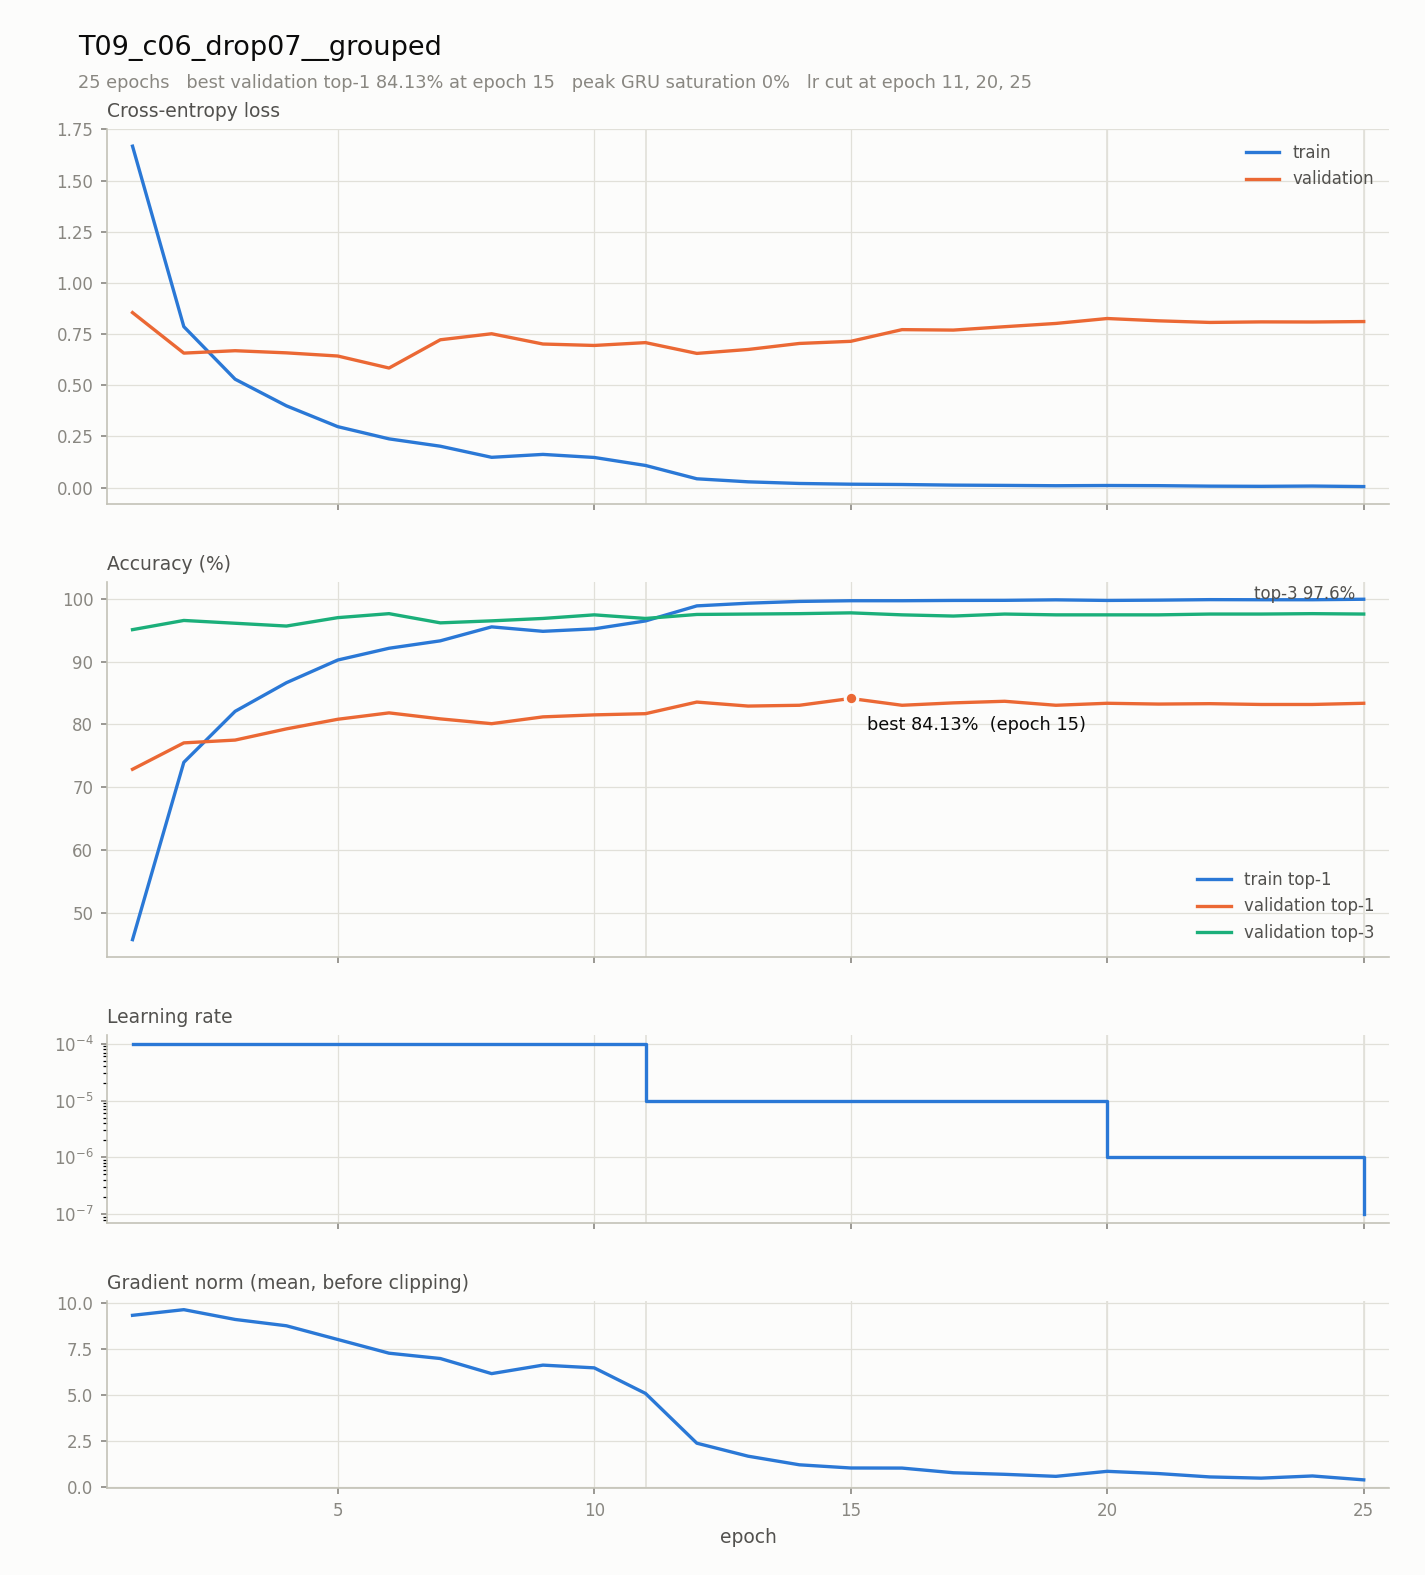 T09_c06_drop07__grouped
25 epochs   best validation top-1 84.13% at epoch 15   peak GRU saturation 0%   lr cut at epoch 11, 20, 25
Cross-entropy loss
1.75
1.50
1.25
1.00
0.75
0.50
0.25
0.00
train
validation
Accuracy (%)
100
90
80
70
60
50
top-3 97.6%
best 84.13%  (epoch 15)
train top-1
validation top-1
validation top-3
Learning rate
10⁻⁴
10⁻⁵
10⁻⁶
10⁻⁷
Gradient norm (mean, before clipping)
10.0
7.5
5.0
2.5
0.0
5 10 15 20 25
epoch